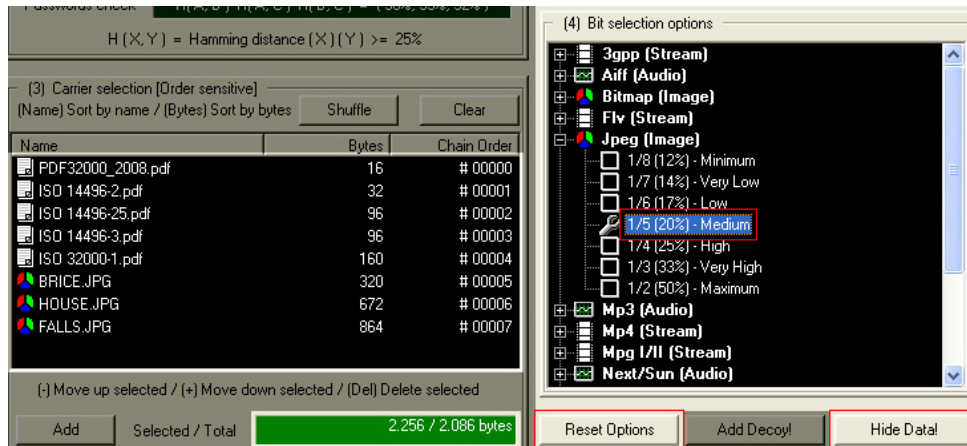 H (X, Y) = Hamming distance (X) (Y) >= 25%
(3) Carrier selection [Order sensitive]
(Name) Sort by name / (Bytes) Sort by bytes
Shuffle
Clear
Name Bytes Chain Order
PDF32000_2008.pdf 16 # 00000
ISO 14496-2.pdf 32 # 00001
ISO 14496-25.pdf 96 # 00002
ISO 14496-3.pdf 96 # 00003
ISO 32000-1.pdf 160 # 00004
BRICE.JPG 320 # 00005
HOUSE.JPG 672 # 00006
FALLS.JPG 864 # 00007
(-) Move up selected / (+) Move down selected / (Del) Delete selected
Add
Selected / Total
2.256 / 2.086 bytes
(4) Bit selection options
3gpp (Stream)
Aiff (Audio)
Bitmap (Image)
Flv (Stream)
Jpeg (Image)
1/8 (12%) - Minimum
1/7 (14%) - Very Low
1/6 (17%) - Low
1/5 (20%) - Medium
1/4 (25%) - High
1/3 (33%) - Very High
1/2 (50%) - Maximum
Mp3 (Audio)
Mp4 (Stream)
Mpg I/II (Stream)
Next/Sun (Audio)
Reset Options
Add Decoy!
Hide Data!